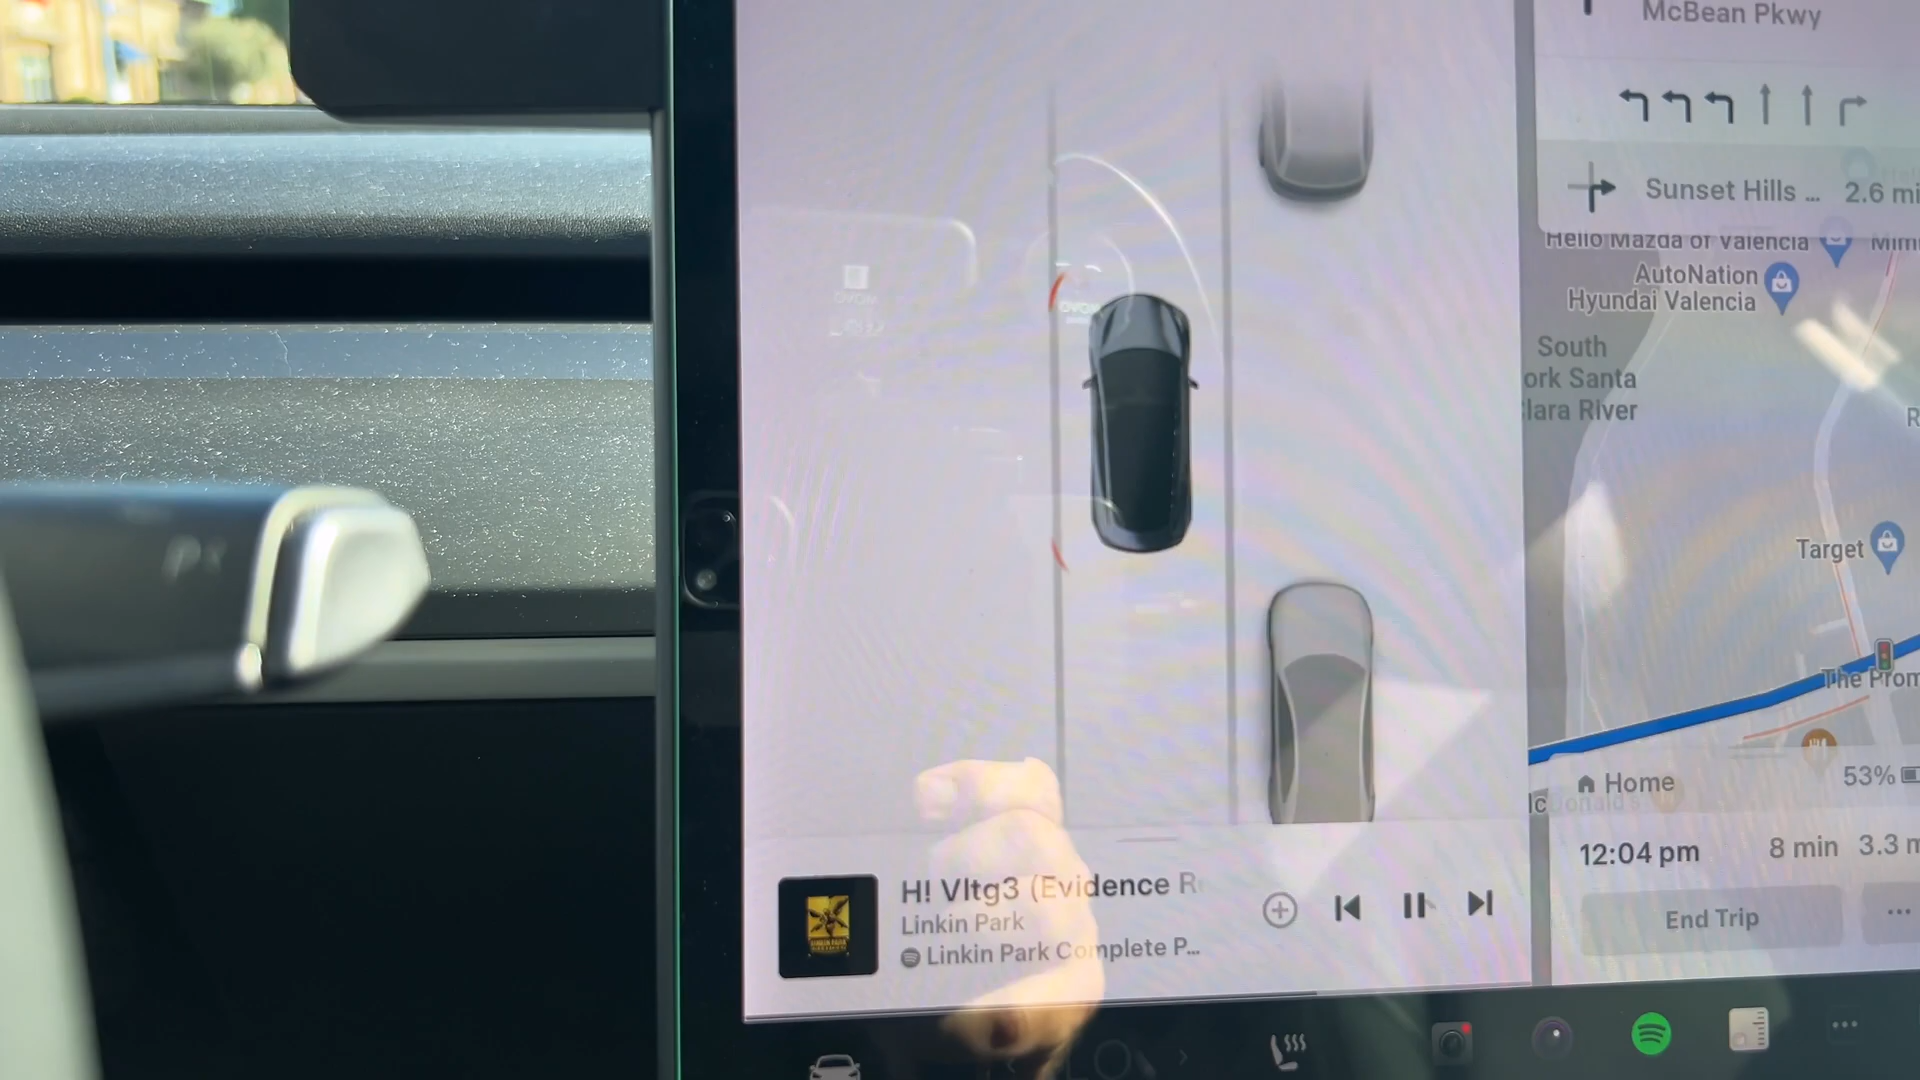 McBean Pkwy
Sunset Hills ... 2.6 mi
Hello Mazda of Valencia
AutoNation
Hyundai Valencia
South
ork Santa
lara River
Target
The Prom
Home
53%
12:04 pm 8 min 3.3 m
End Trip
H! Vltg3 (Evidence R
Linkin Park
Linkin Park Complete P...